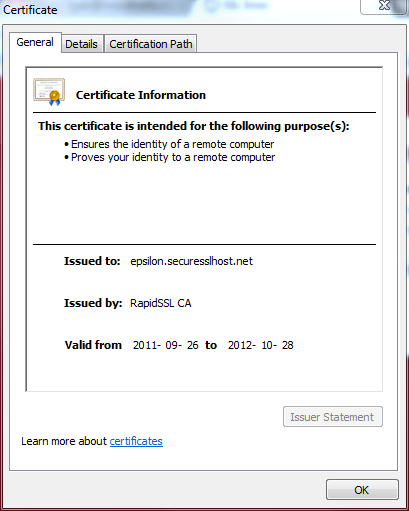 Certificate
General Details Certification Path
Certificate Information
This certificate is intended for the following purpose(s):
• Ensures the identity of a remote computer
• Proves your identity to a remote computer
Issued to: epsilon.securesslhost.net
Issued by: RapidSSL CA
Valid from 2011- 09- 26 to 2012- 10- 28
Issuer Statement
Learn more about certificates
OK